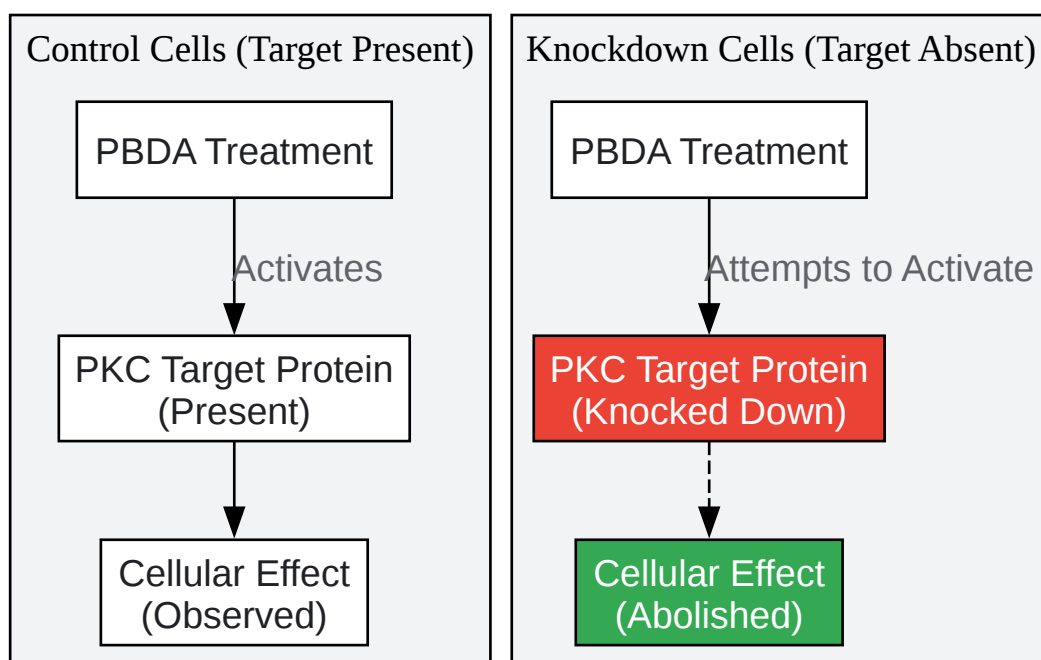 Control Cells (Target Present)
PBDA Treatment
Activates
PKC Target Protein
(Present)
Cellular Effect
(Observed)
Knockdown Cells (Target Absent)
PBDA Treatment
Attempts to Activate
PKC Target Protein
(Knocked Down)
Cellular Effect
(Abolished)